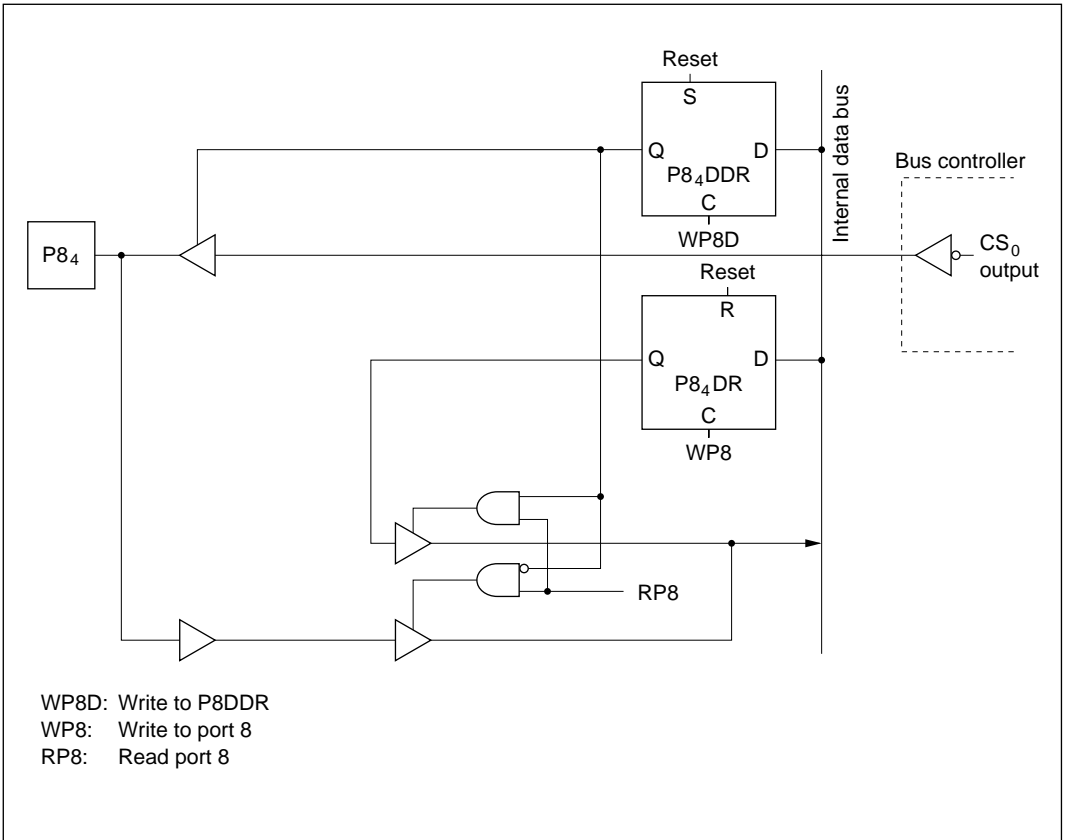 Reset
S
Q
D
P8₄DDR
C
WP8D
Internal data bus
Bus controller
P8₄
CS₀
output
Reset
R
Q
D
P8₄DR
C
WP8
RP8
WP8D: Write to P8DDR
WP8: Write to port 8
RP8: Read port 8